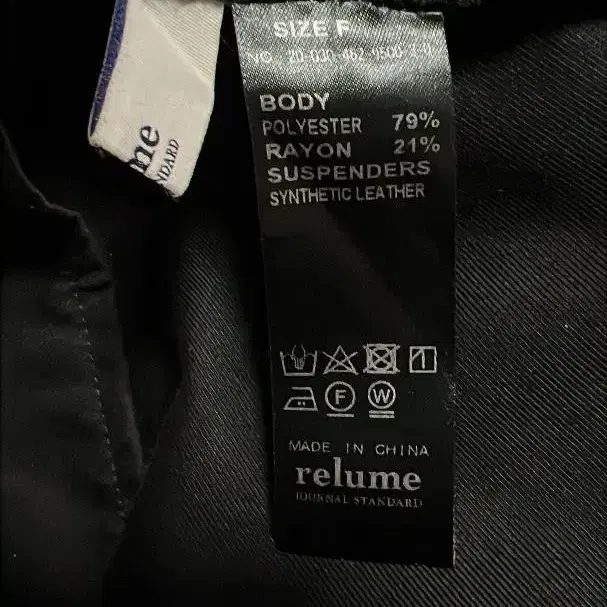 SIZE F
BODY
POLYESTER 79%
RAYON 21%
SUSPENDERS
SYNTHETIC LEATHER
F W
MADE IN CHINA
relume
JOURNAL STANDARD